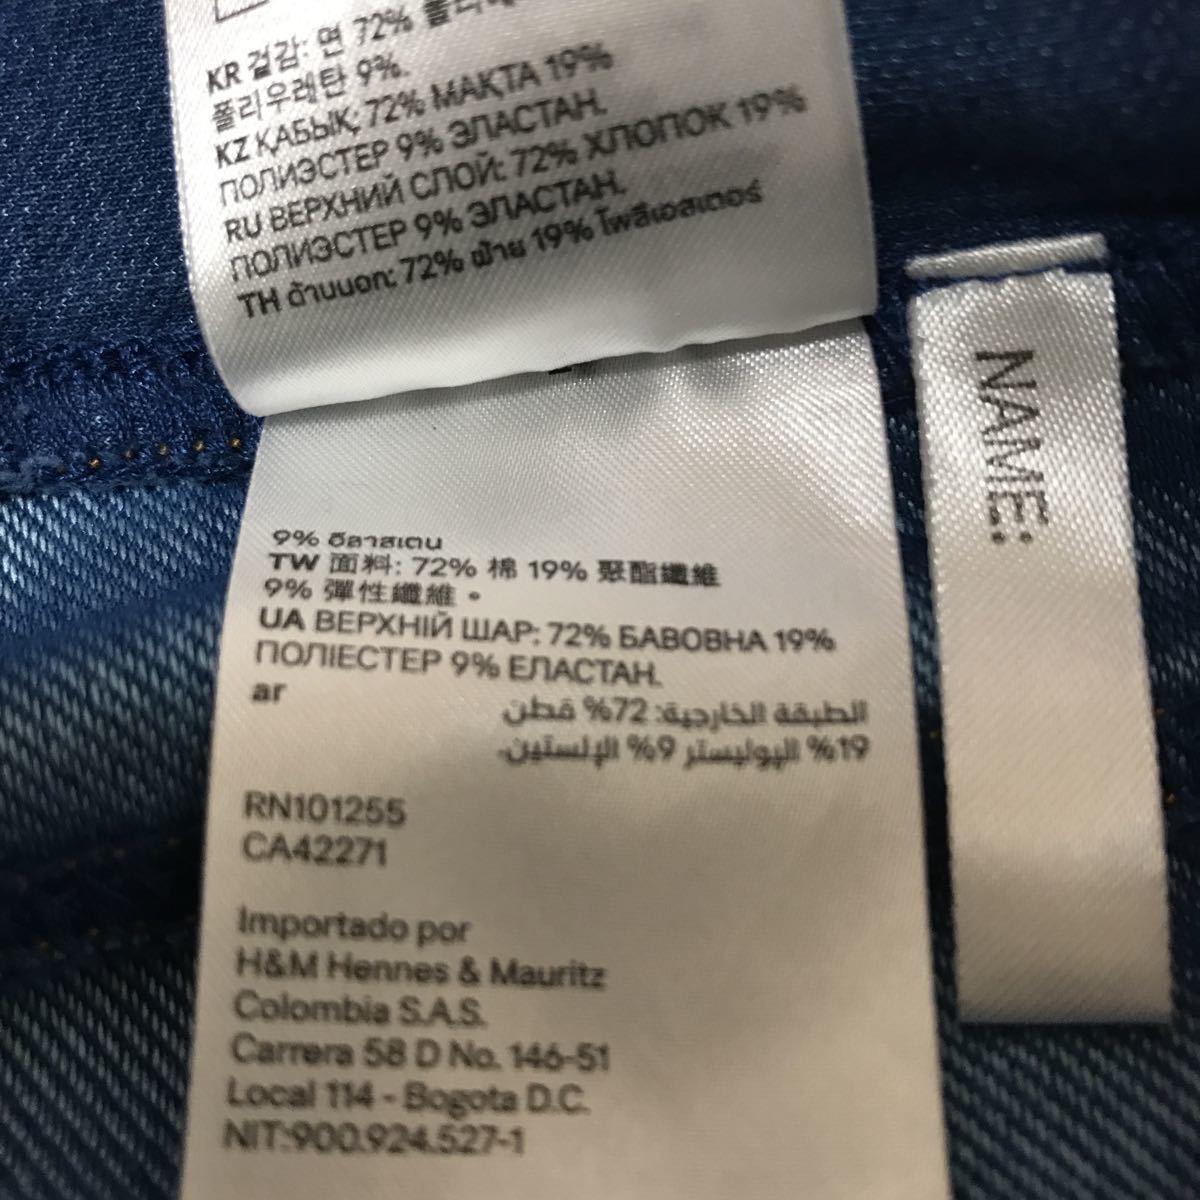 KR 겉감: 면 72%
폴리우레탄 9%.
KZ ҚАБЫҚ: 72% МАҚТА 19%
ПОЛИЭСТЕР 9% ЭЛАСТАН.
RU ВЕРХНИЙ СЛОЙ: 72% ХЛОПОК 19%
ПОЛИЭСТЕР 9% ЭЛАСТАН.
TH ด้านนอก: 72% ฝ้าย 19% โพลีเอสเตอร์
9% อีลาสเตน
TW 面料: 72% 棉 19% 聚酯纖維
9% 彈性纖維。
UA ВЕРХНІЙ ШАР: 72% БАВОВНА 19%
ПОЛІЕСТЕР 9% ЕЛАСТАН.
ar
الطبقة الخارجية: 72% قطن
19% البوليستر 9% الإلستين.
RN101255
CA42271
Importado por
H&M Hennes & Mauritz
Colombia S.A.S.
Carrera 58 D No. 146-51
Local 114 - Bogota D.C.
NIT:900.924.527-1
NAME: